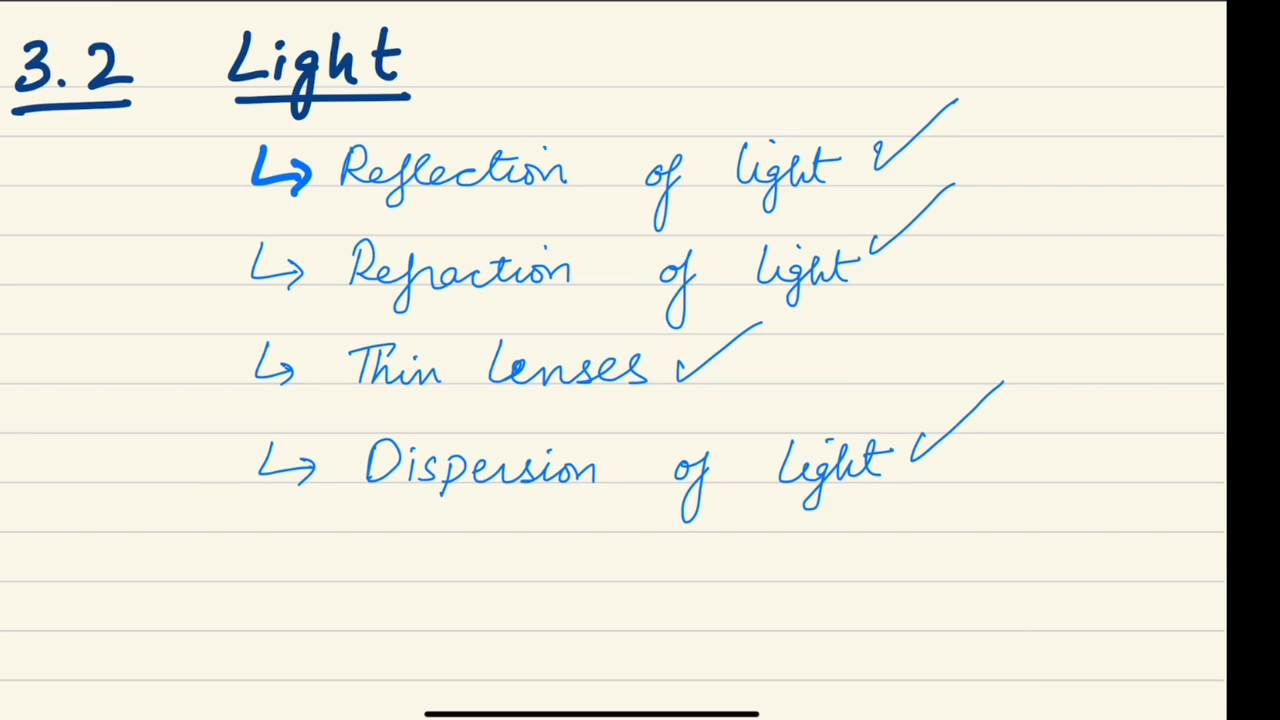 3.2 Light
↳ Reflection of light ✓
↳ Refraction of light ✓
↳ Thin lenses ✓
↳ Dispersion of light ✓